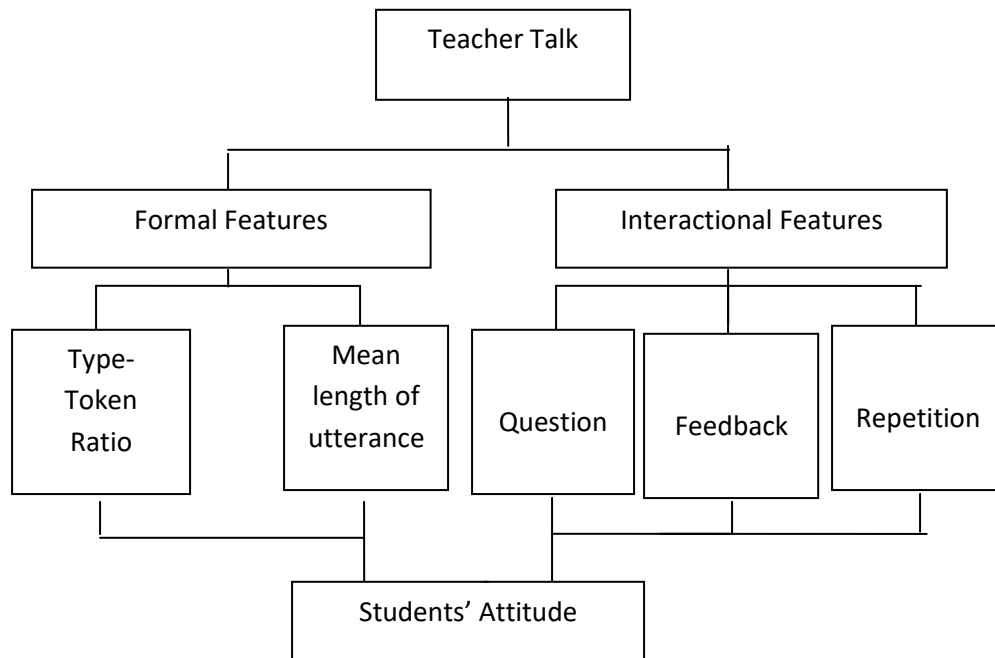 Teacher Talk
Formal Features
Interactional Features
Type-
Token
Ratio
Mean
length of
utterance
Question
Feedback
Repetition
Students’ Attitude